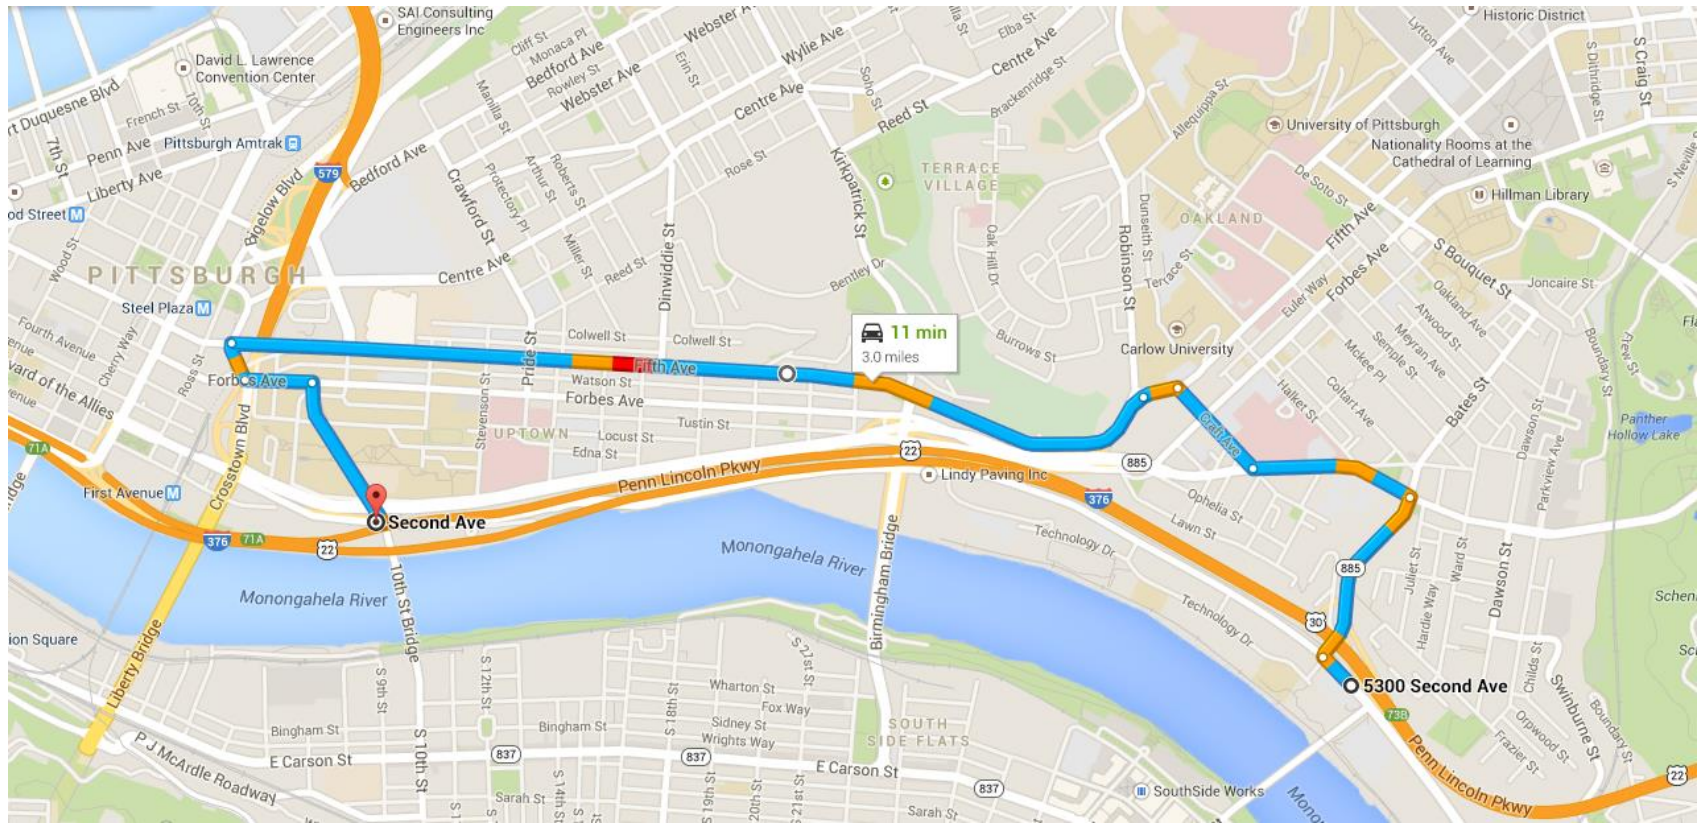 SAI Consulting
Engineers Inc
David L. Lawrence
Convention Center
Duquesne Blvd
French St
10th St
7th St
Penn Ave
Pittsburgh Amtrak
Liberty Ave
od Street M
Wood St
Bigelow Blvd
579
Bedford Ave
Cliff St
Monaca Pl
Bedford Ave
Rowley St
Webster Ave
Webster Ave
Erin St
Wylie Ave
Centre Ave
Mamilla St
Soho St
Reed St
Elba St
Centre Ave
Brackenridge St
Historic District
Lytton Ave
S Dithridge St
S Craig St
Allequippa St
University of Pittsburgh
Nationality Rooms at the
Cathedral of Learning
De Soto St
Hillman Library
S Neville
PITTSBURGH
Steel Plaza M
Fourth Avenue
Cherry Way
Ross St
vard of the Allies
Crawford St
Protectory Pl
Arthur St
Roberts St
Miller St
Reed St
Rose St
Centre Ave
Dinwiddie St
Kirkpatrick St
Bentley Dr
TERRACE
VILLAGE
Oak Hill Dr
Burrows St
Robinson St
Dunseith St
Terrace St
OAKLAND
Fifth Ave
Forbes Ave
Euler Way
S Bouquet St
Oakland Ave
Atwood St
Meyran Ave
Semple St
Mckee Pl
Coltart Ave
Halket St
Bates St
Joncaire St
Boundary St
Frew St
Panther
Hollow Lake
Carlow University
Colwell St
Colwell St
Pride St
Fifth Ave
Watson St
Forbes Ave
Forbes Ave
Stevenson St
UPTOWN
Locust St
Edna St
Tustin St
11 min
3.0 miles
Craft Ave
885
22
Lindy Paving Inc
Penn Lincoln Pkwy
376
Ophelia St
Lawn St
Technology Dr
Technology Dr
885
Juliet St
Hardie Way
Ward St
Dawson St
Dawson St
Parkview Ave
30
71A
First Avenue M
Crosstown Blvd
376
71A
22
Second Ave
Monongahela River
Monongahela River
10th St Bridge
Birmingham Bridge
Liberty Bridge
ion Square
P J McArdle Roadway
Bingham St
E Carson St
S 9th St
S 10th St
S 12th St
837
Sarah St
S 14th St
Bingham St
S 18th St
837
Wharton St
Fox Way
Sidney St
Wrights Way
S 19th St
20th St
S 21st St
S 27st St
E Carson St
SOUTH
SIDE FLATS
837
Sarah St
SouthSide Works
5300 Second Ave
73B
Penn Lincoln Pkwy
22
Childs St
Swinburne St
Boundary St
Orpwood St
Frazier St